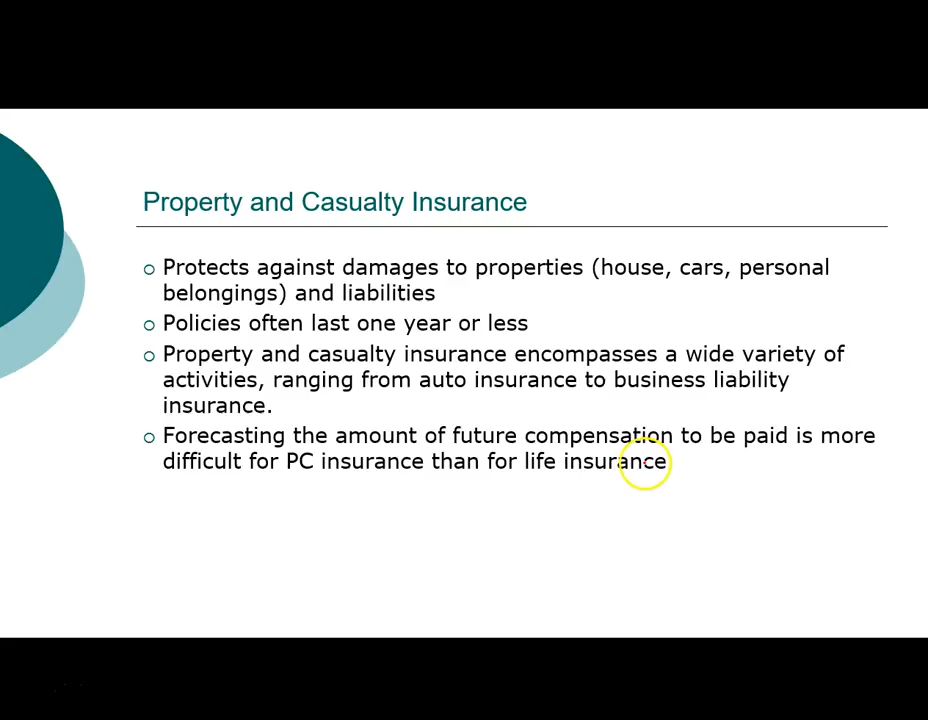 Property and Casualty Insurance
Protects against damages to properties (house, cars, personal
belongings) and liabilities
Policies often last one year or less
Property and casualty insurance encompasses a wide variety of
activities, ranging from auto insurance to business liability
insurance.
Forecasting the amount of future compensation to be paid is more
difficult for PC insurance than for life insurance